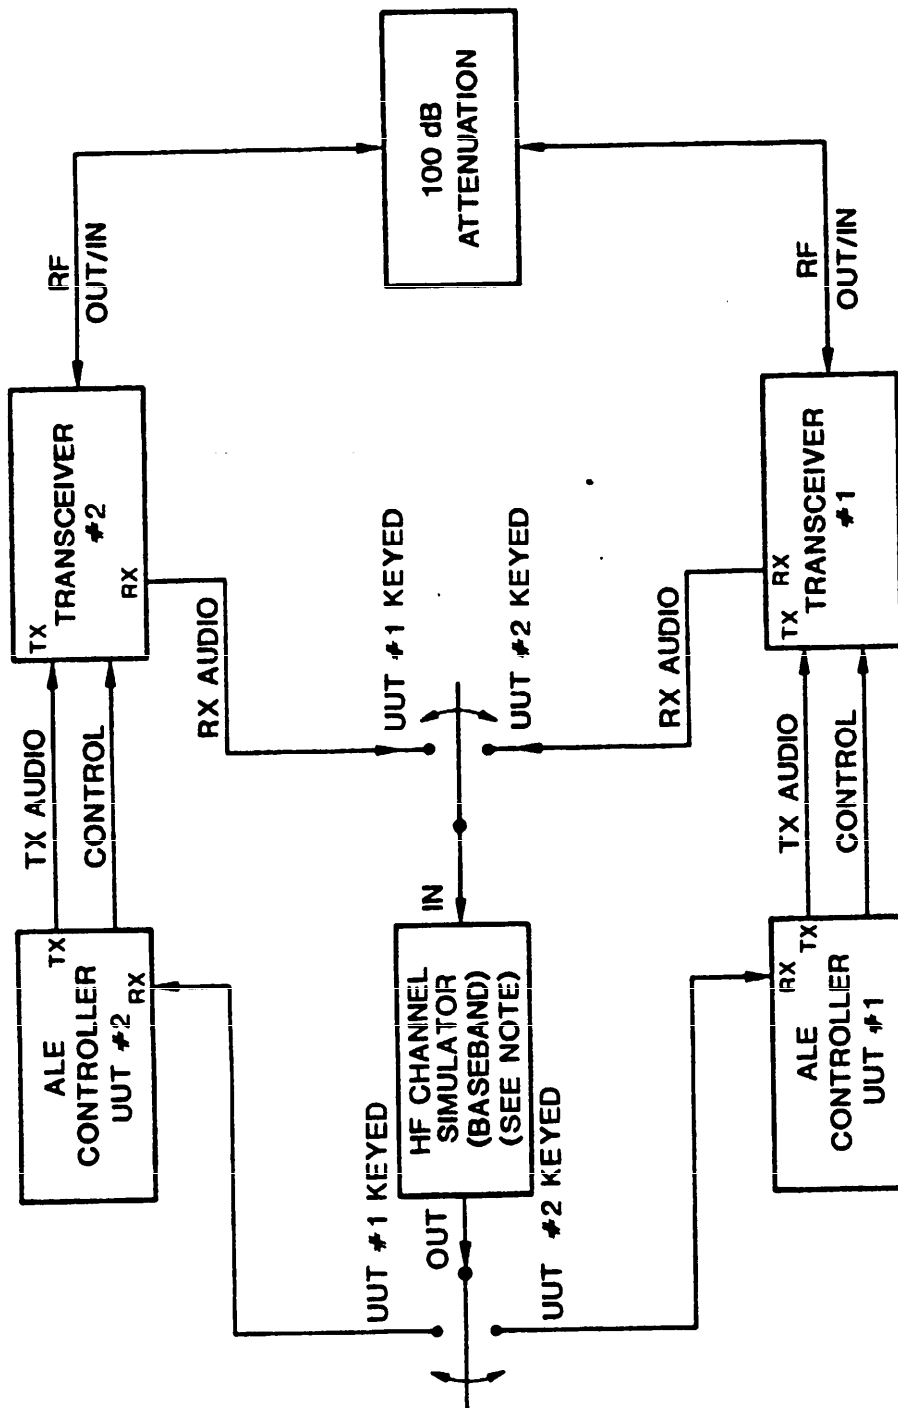 ALE
CONTROLLER
UUT #2
TX
RX
TX AUDIO
CONTROL
TX
TRANSCEIVER
#2
RX
RF
OUT/IN
RX AUDIO
UUT #1 KEYED
OUT
UUT #2 KEYED
HF CHANNEL
SIMULATOR
(BASEBAND)
(SEE NOTE)
IN
UUT #1 KEYED
UUT #2 KEYED
100 dB
ATTENUATION
RX AUDIO
RX
TX
ALE
CONTROLLER
UUT #1
TX AUDIO
CONTROL
TX
RX
TRANSCEIVER
#1
RF
OUT/IN